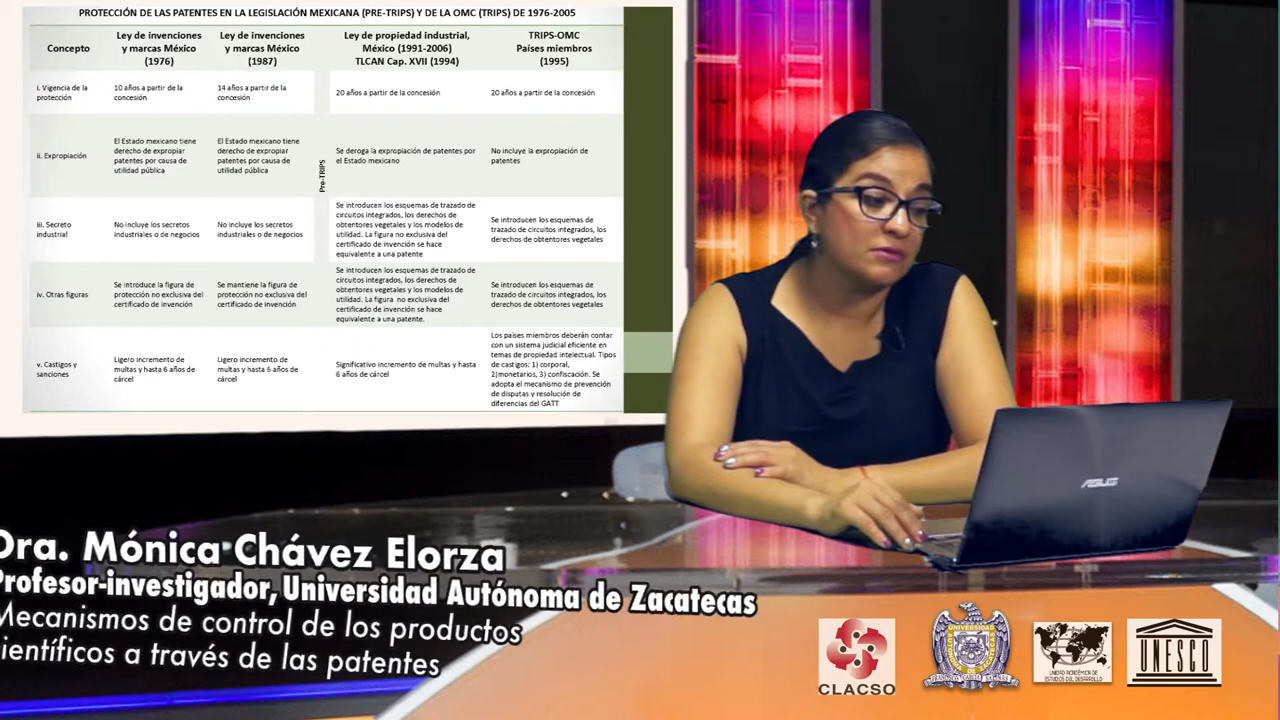 PROTECCIÓN DE LAS PATENTES EN LA LEGISLACIÓN MEXICANA (PRE-TRIPS) Y DE LA OMC (TRIPS) DE 1976-2005
Concepto
Ley de invenciones
y marcas México
(1976)
Ley de invenciones
y marcas México
(1987)
Ley de propiedad industrial,
México (1991-2006)
TLCAN Cap. XVII (1994)
TRIPS-OMC
Países miembros
(1995)
i. Vigencia de la
protección
10 años a partir de la
concesión
14 años a partir de la
concesión
20 años a partir de la concesión
20 años a partir de la concesión
ii. Expropiación
El Estado mexicano tiene
derecho de expropiar
patentes por causa de
utilidad pública
El Estado mexicano tiene
derecho de expropiar
patentes por causa de
utilidad pública
Pre-TRIPS
Se deroga la expropiación de patentes por
el Estado mexicano
No incluye la expropiación de
patentes
iii. Secreto
industrial
No incluye los secretos
industriales o de negocios
No incluye los secretos
industriales o de negocios
Se introducen los esquemas de trazado de
circuitos integrados, los derechos de
obtentores vegetales y los modelos de
utilidad. La figura no exclusiva del
certificado de invención se hace
equivalente a una patente
Se introducen los esquemas de
trazado de circuitos integrados, los
derechos de obtentores vegetales
iv. Otras figuras
Se introduce la figura de
protección no exclusiva del
certificado de invención
Se mantiene la figura de
protección no exclusiva del
certificado de invención
Se introducen los esquemas de trazado de
circuitos integrados, los derechos de
obtentores vegetales y los modelos de
utilidad. La figura no exclusiva del
certificado de invención se hace
equivalente a una patente.
Se introducen los esquemas de
trazado de circuitos integrados, los
derechos de obtentores vegetales
v. Castigos y
sanciones
Ligero incremento de
multas y hasta 6 años de
cárcel
Ligero incremento de
multas y hasta 6 años de
cárcel
Significativo incremento de multas y hasta
6 años de cárcel
Los países miembros deberán contar
con un sistema judicial eficiente en
temas de propiedad intelectual. Tipos
de castigos: 1) corporal,
2)monetarios, 3) confiscación. Se
adopta el mecanismo de prevención
de disputas y resolución de
diferencias del GATT
ASUS
Dra. Mónica Chávez Elorza
Profesor-investigador, Universidad Autónoma de Zacatecas
Mecanismos de control de los productos
científicos a través de las patentes
CLACSO
UNIVERSIDAD
UNIDAD ACADÉMICA DE
ESTUDIOS DEL DESARROLLO
UNESCO